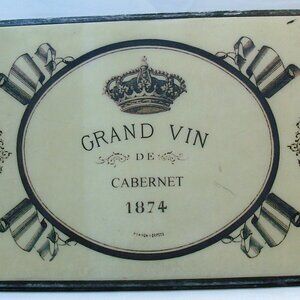 GRAND VIN
DE
CABERNET
1874